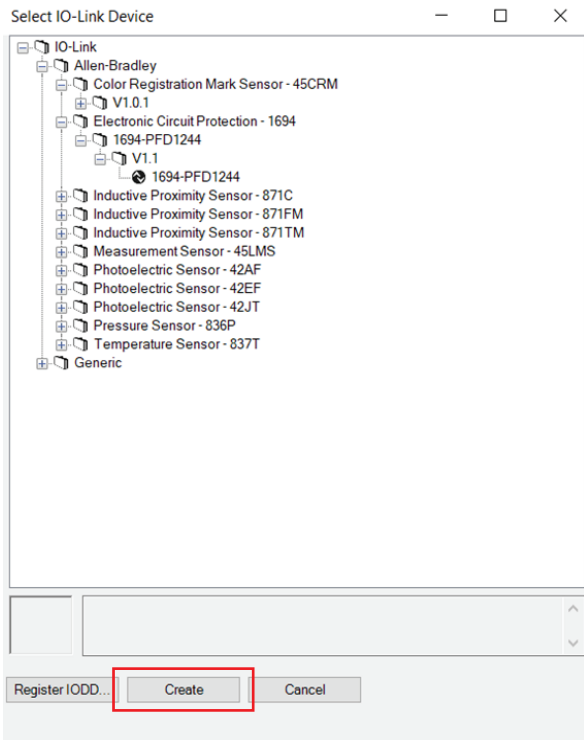 Select IO-Link Device
IO-Link
Allen-Bradley
Color Registration Mark Sensor - 45CRM
V1.0.1
Electronic Circuit Protection - 1694
1694-PFD1244
V1.1
1694-PFD1244
Inductive Proximity Sensor - 871C
Inductive Proximity Sensor - 871FM
Inductive Proximity Sensor - 871TM
Measurement Sensor - 45LMS
Photoelectric Sensor - 42AF
Photoelectric Sensor - 42EF
Photoelectric Sensor - 42JT
Pressure Sensor - 836P
Temperature Sensor - 837T
Generic
Register IODD... Create Cancel